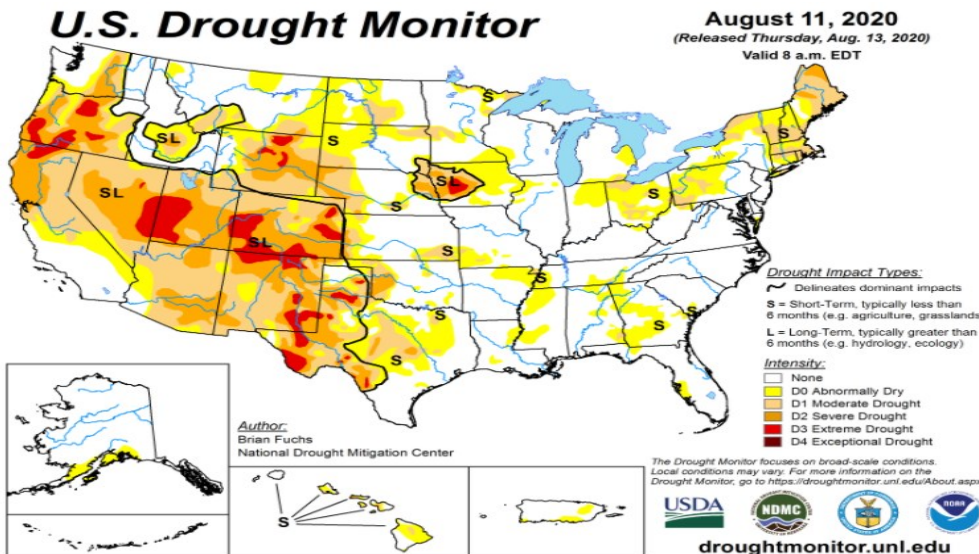 U.S. Drought Monitor
August 11, 2020
(Released Thursday, Aug. 13, 2020)
Valid 8 a.m. EDT
S
S
S
SL
S
SL
S
SL
S
S
SL
S
S
S
S
S
S
Drought Impact Types:
Delineates dominant impacts
S = Short-Term, typically less than
6 months (e.g. agriculture, grasslands
L = Long-Term, typically greater than
6 months (e.g. hydrology, ecology)
Intensity:
None
D0 Abnormally Dry
D1 Moderate Drought
D2 Severe Drought
D3 Extreme Drought
D4 Exceptional Drought
Author:
Brian Fuchs
National Drought Mitigation Center
S
The Drought Monitor focuses on broad-scale conditions.
Local conditions may vary. For more information on the
Drought Monitor, go to https://droughtmonitor.unl.edu/About.asp
USDA
NDMC
NOAA
droughtmonitor.unl.edu